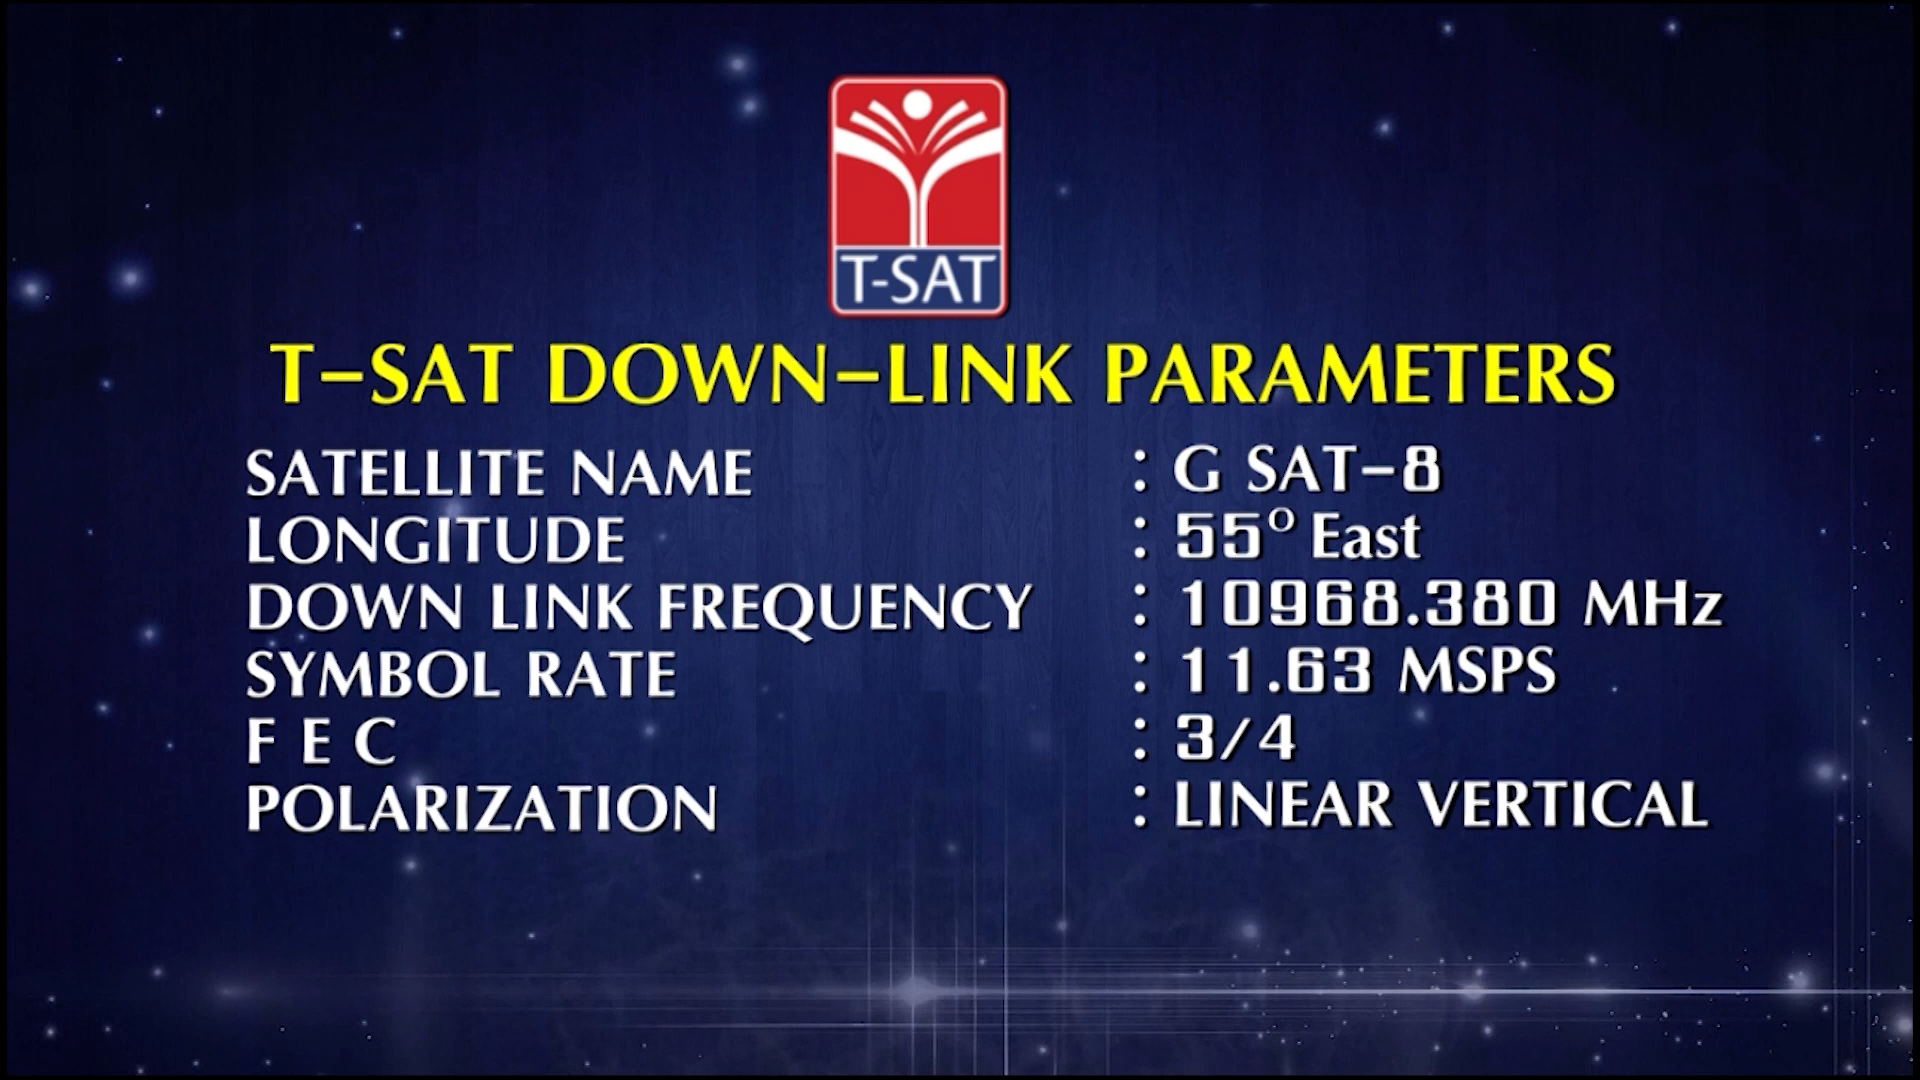 T-SAT
T-SAT DOWN-LINK PARAMETERS
SATELLITE NAME : G SAT-8
LONGITUDE : 55° East
DOWN LINK FREQUENCY : 10968.380 MHz
SYMBOL RATE : 11.63 MSPS
F E C : 3/4
POLARIZATION : LINEAR VERTICAL